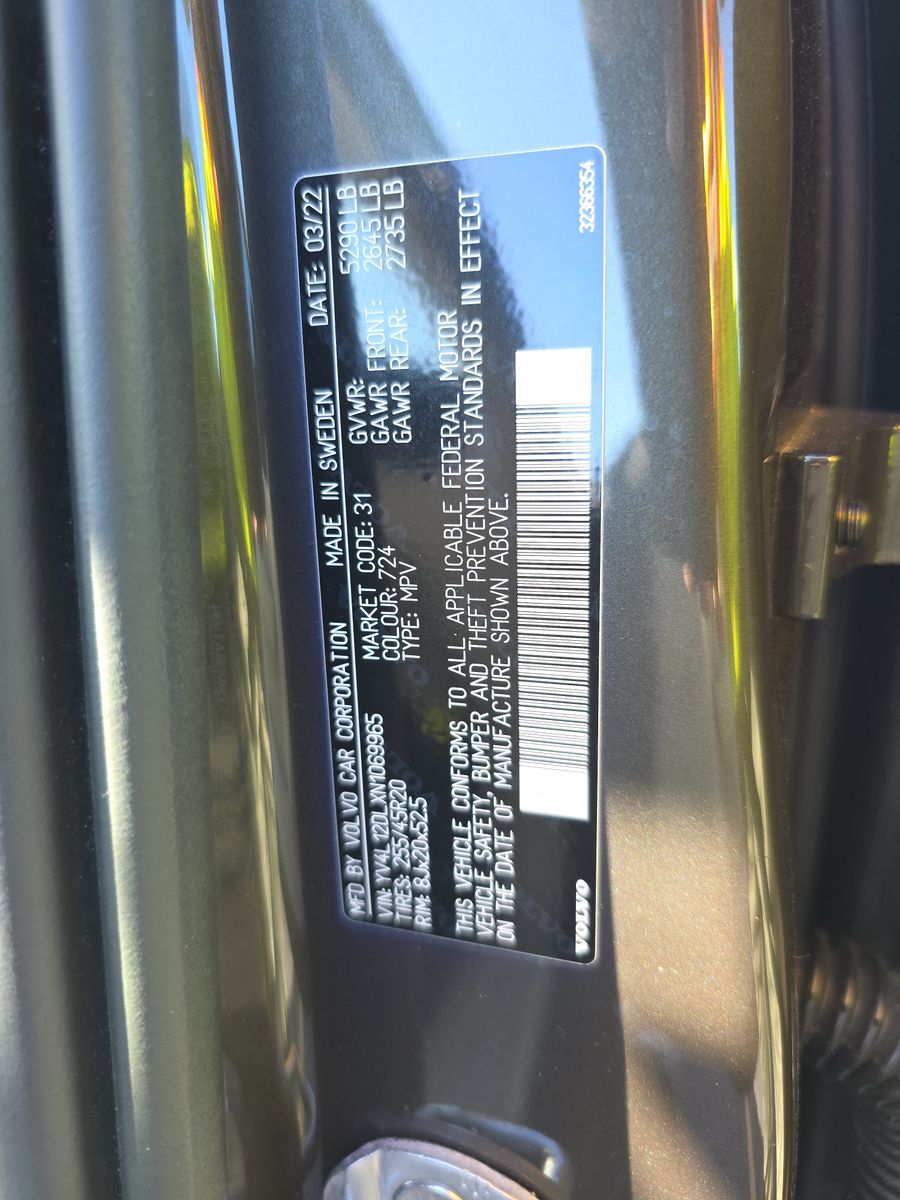 MFD BY VOLVO CAR CORPORATION MADE IN SWEDEN DATE: 03/22
VIN: YV4L12DLXN1069965 MARKET CODE: 31 GVWR: 5290 LB
TIRES: 255/45R20 COLOUR: 724 GAWR FRONT: 2645 LB
RIM: 8Jx20x52.5 TYPE: MPV GAWR REAR: 2735 LB
THIS VEHICLE CONFORMS TO ALL APPLICABLE FEDERAL MOTOR
VEHICLE SAFETY, BUMPER AND THEFT PREVENTION STANDARDS IN EFFECT
ON THE DATE OF MANUFACTURE SHOWN ABOVE.
VOLVO 32366354